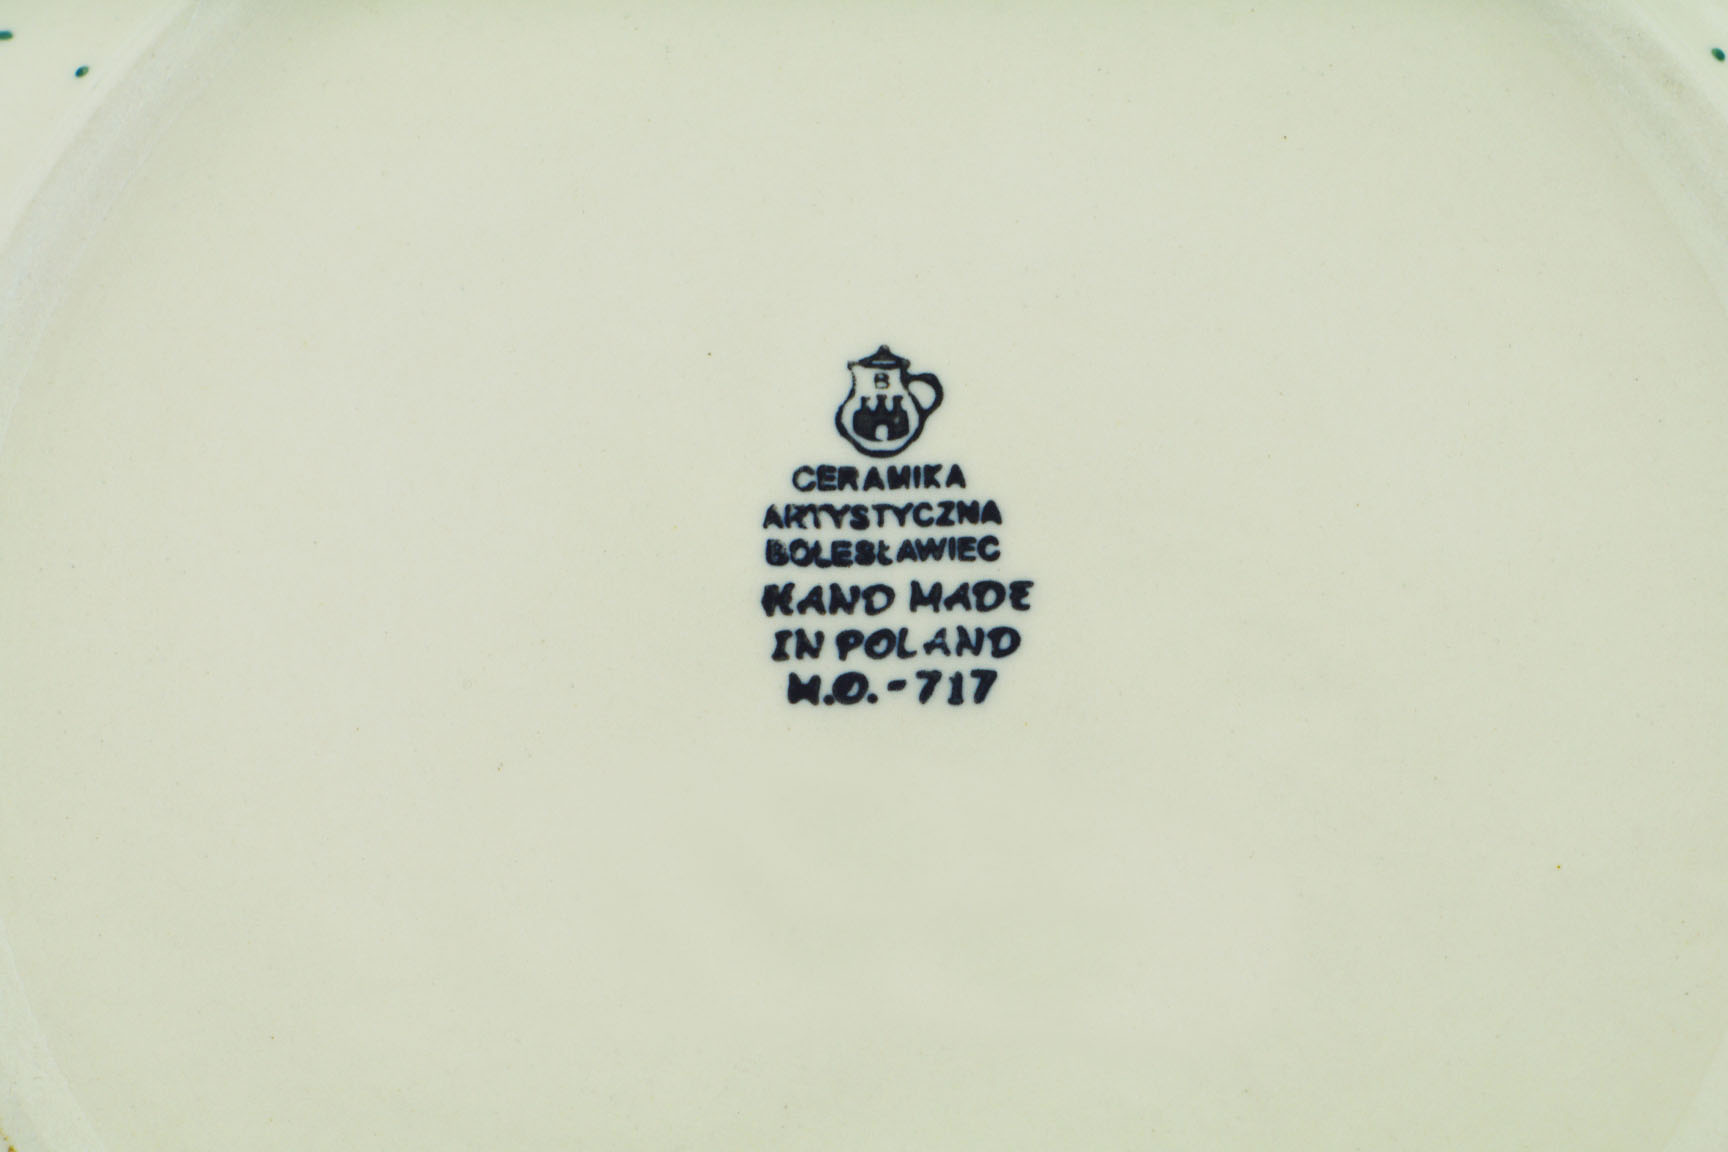 B
CERAMIKA
ARTYSTYCZNA
BOLESŁAWIEC
HAND MADE
IN POLAND
M.O.-717